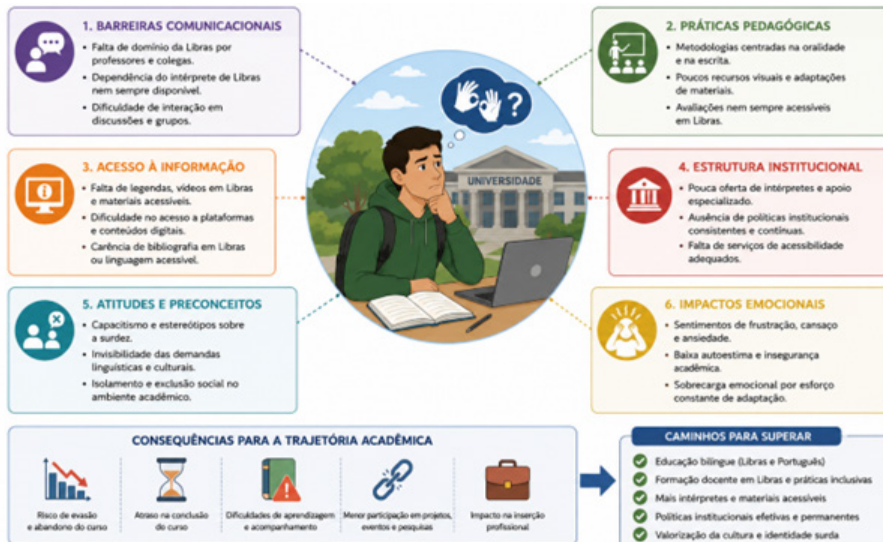 1. BARREIRAS COMUNICACIONAIS
• Falta de domínio da Libras por
professores e colegas.
• Dependência do intérprete de Libras
nem sempre disponível.
• Dificuldade de interação em
discussões e grupos.
2. PRÁTICAS PEDAGÓGICAS
• Metodologias centradas na oralidade
e na escrita.
• Poucos recursos visuais e adaptações
de materiais.
• Avaliações nem sempre acessíveis
em Libras.
?
UNIVERSIDADE
3. ACESSO À INFORMAÇÃO
• Falta de legendas, vídeos em Libras
e materiais acessíveis.
• Dificuldade no acesso a plataformas
e conteúdos digitais.
• Carência de bibliografia em Libras
ou linguagem acessível.
4. ESTRUTURA INSTITUCIONAL
• Pouca oferta de intérpretes e apoio
especializado.
• Ausência de políticas institucionais
consistentes e contínuas.
• Falta de serviços de acessibilidade
adequados.
5. ATITUDES E PRECONCEITOS
• Capacitismo e estereótipos sobre
a surdez.
• Invisibilidade das demandas
linguísticas e culturais.
• Isolamento e exclusão social no
ambiente acadêmico.
6. IMPACTOS EMOCIONAIS
• Sentimentos de frustração, cansaço
e ansiedade.
• Baixa autoestima e insegurança
acadêmica.
• Sobrecarga emocional por esforço
constante de adaptação.
CONSEQUÊNCIAS PARA A TRAJETÓRIA ACADÊMICA
Risco de evasão
e abandono do curso
Atraso na conclusão
do curso
Dificuldades de aprendizagem
e acompanhamento
Menor participação em projetos,
eventos e pesquisas
Impacto na inserção
profissional
CAMINHOS PARA SUPERAR
Educação bilíngue (Libras e Português)
Formação docente em Libras e práticas inclusivas
Mais intérpretes e materiais acessíveis
Políticas institucionais efetivas e permanentes
Valorização da cultura e identidade surda